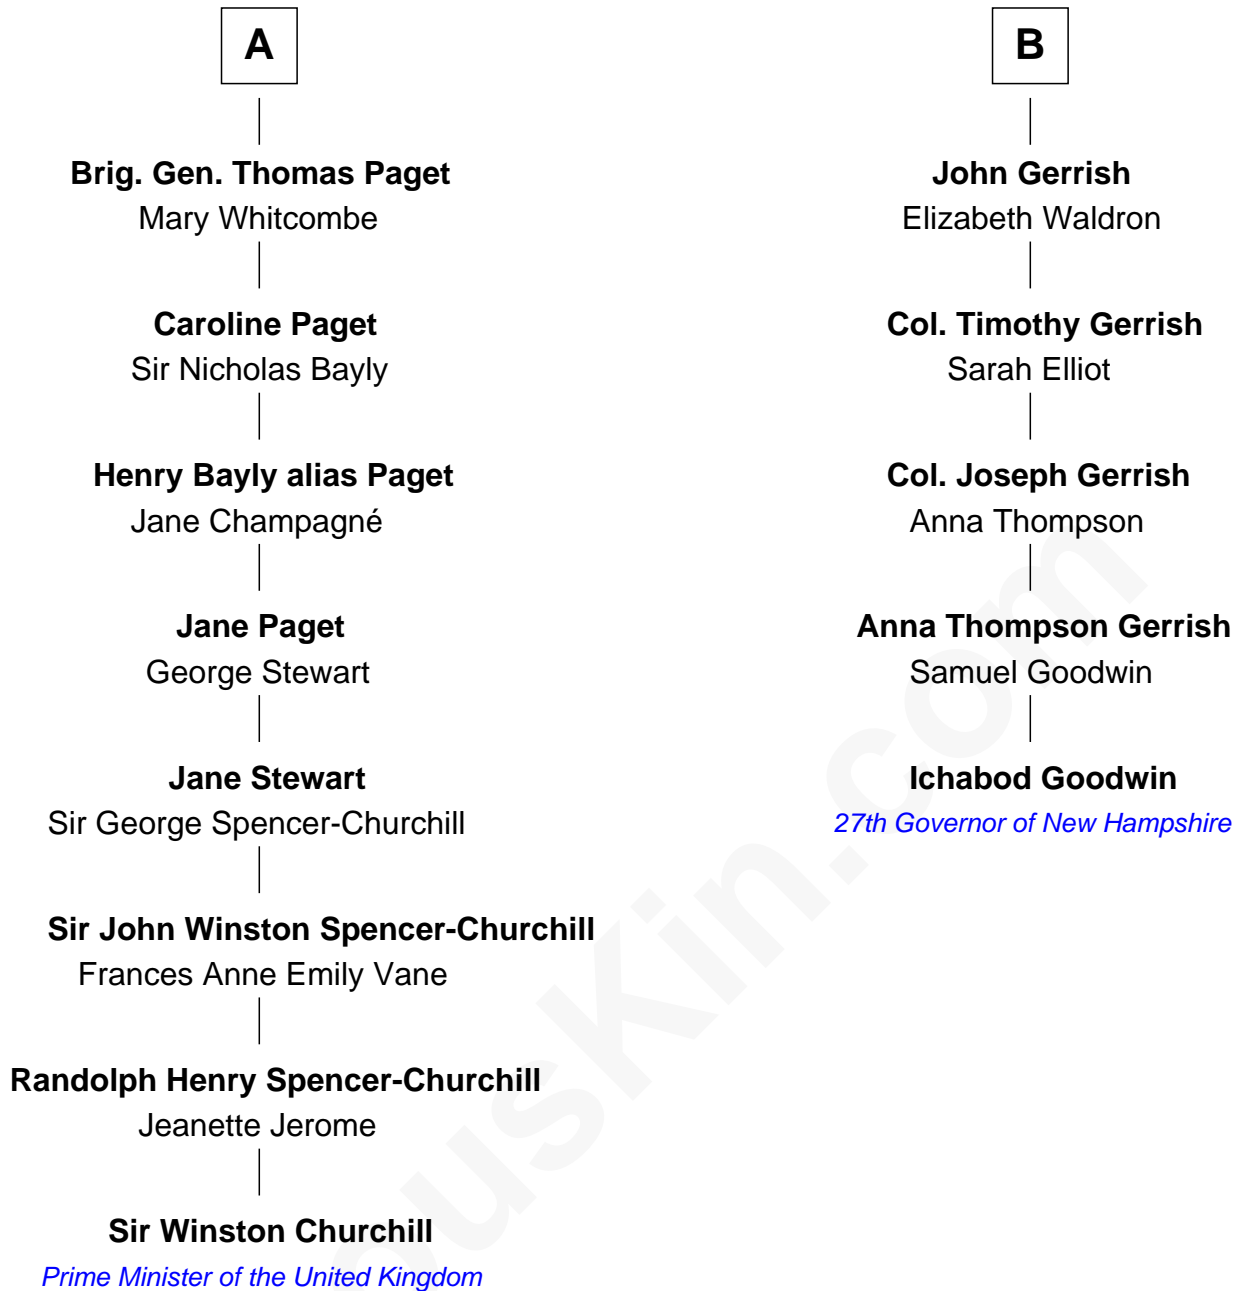 A
Brig. Gen. Thomas Paget
Mary Whitcombe
Caroline Paget
Sir Nicholas Bayly
Henry Bayly alias Paget
Jane Champagné
Jane Paget
George Stewart
Jane Stewart
Sir George Spencer-Churchill
Sir John Winston Spencer-Churchill
Frances Anne Emily Vane
Randolph Henry Spencer-Churchill
Jeanette Jerome
Sir Winston Churchill
Prime Minister of the United Kingdom
B
John Gerrish
Elizabeth Waldron
Col. Timothy Gerrish
Sarah Elliot
Col. Joseph Gerrish
Anna Thompson
Anna Thompson Gerrish
Samuel Goodwin
Ichabod Goodwin
27th Governor of New Hampshire
ousKin.com